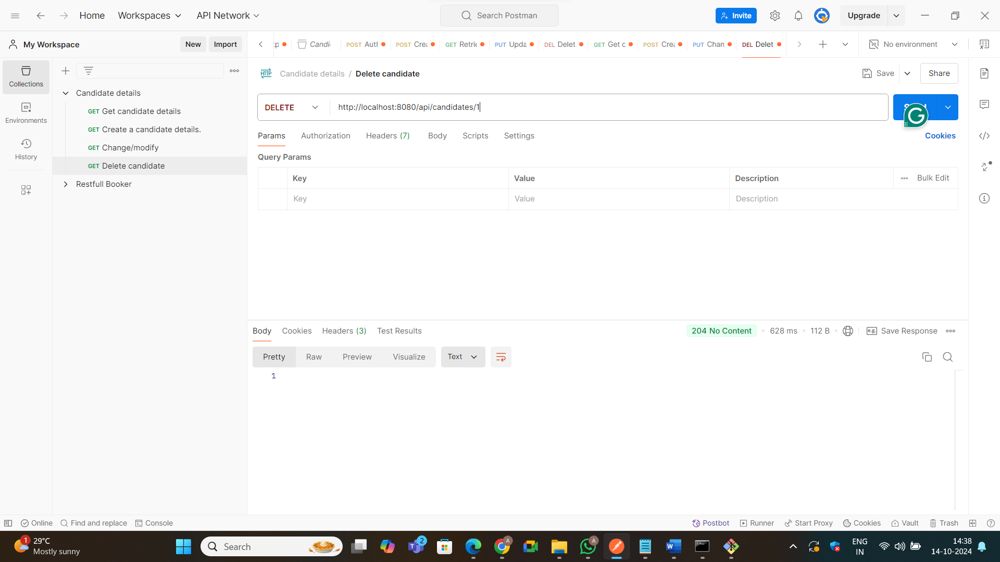 Home Workspaces API Network Search Postman Invite Upgrade
My Workspace New Import
Candi POST Autl POST Cre DEL Delet GET Retrie PUT Upda GET c POST Cre PUT Chan DEL Delet No environment
Collections
Environments
History
Candidate details
GET Get candidate details
GET Create a candidate details.
GET Change/modify
GET Delete candidate
Restfull Booker
HTTP Candidate details / Delete candidate Save Share
DELETE http://localhost:8080/api/candidates/1
Params Authorization Headers (7) Body Scripts Settings Cookies
Query Params
Key Value Description Bulk Edit
Key Value Description
Body Cookies Headers (3) Test Results 204 No Content 628 ms 112 B e.g. Save Response
Pretty Raw Preview Visualize Text
1
Online Find and replace Console Postbot Runner Start Proxy Cookies Vault Trash
1 29°C
Mostly sunny
Search
2
A
A
ENG
IN
14:38
14-10-2024